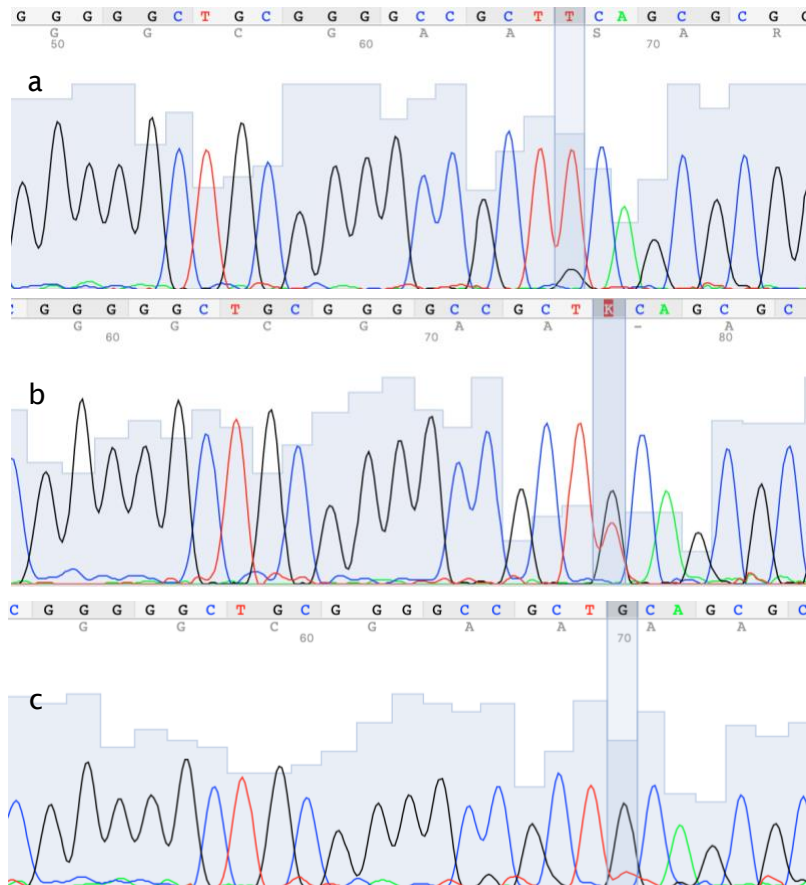 G G G G G C T G C G G G G C C G C T T C A G C G C G
G G C G A A S A R
50 60 70
a
C G G G G G C T G C G G G G C C G C T K C A G C G C
G G C G A A – A
60 70 80
b
C G G G G G C T G C G G G G C C G C T G C A G C G C
G G C G A A A A
60 70
c